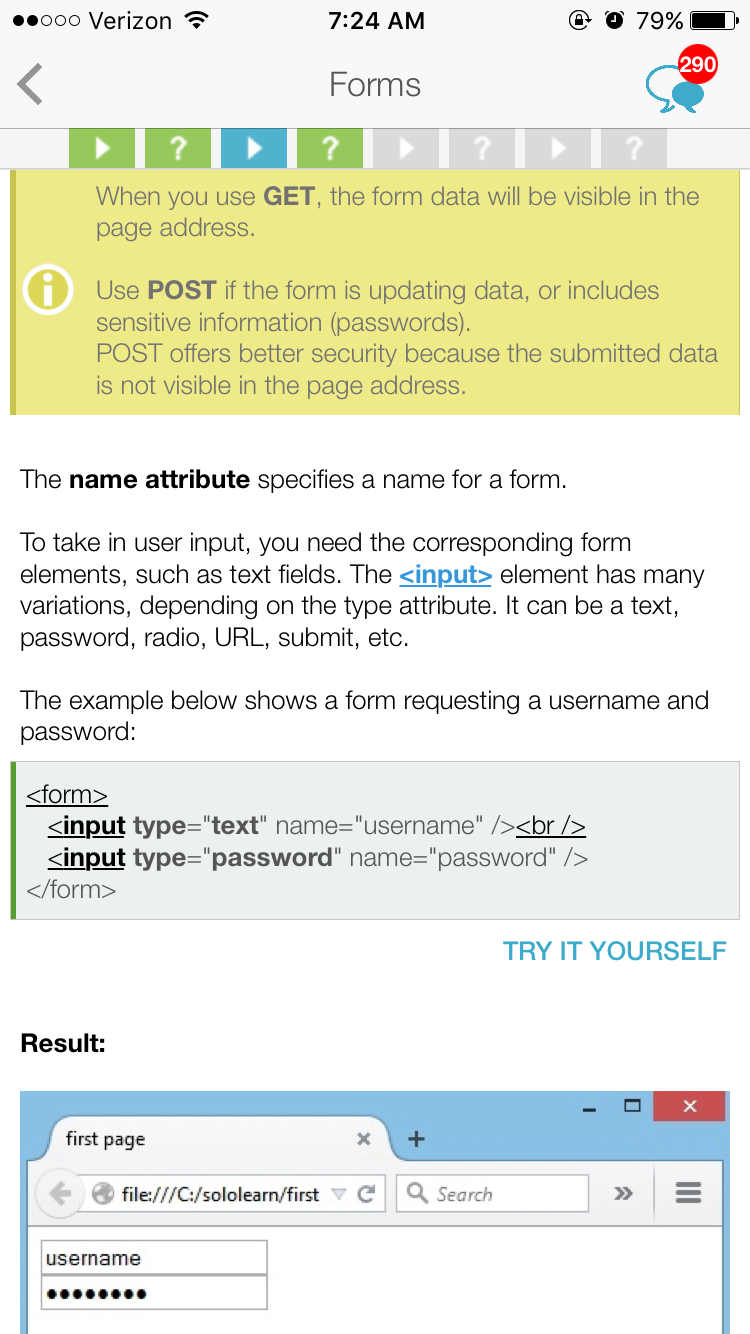 Verizon 7:24 AM 79%
Forms 290
? ? ? ?
When you use GET, the form data will be visible in the
page address.
i
Use POST if the form is updating data, or includes
sensitive information (passwords).
POST offers better security because the submitted data
is not visible in the page address.
The name attribute specifies a name for a form.
To take in user input, you need the corresponding form
elements, such as text fields. The <input> element has many
variations, depending on the type attribute. It can be a text,
password, radio, URL, submit, etc.
The example below shows a form requesting a username and
password:
<form>
<input type="text" name="username" /><br />
<input type="password" name="password" />
</form>
TRY IT YOURSELF
Result:
first page
file:///C:/sololearn/first Search
username
••••••••